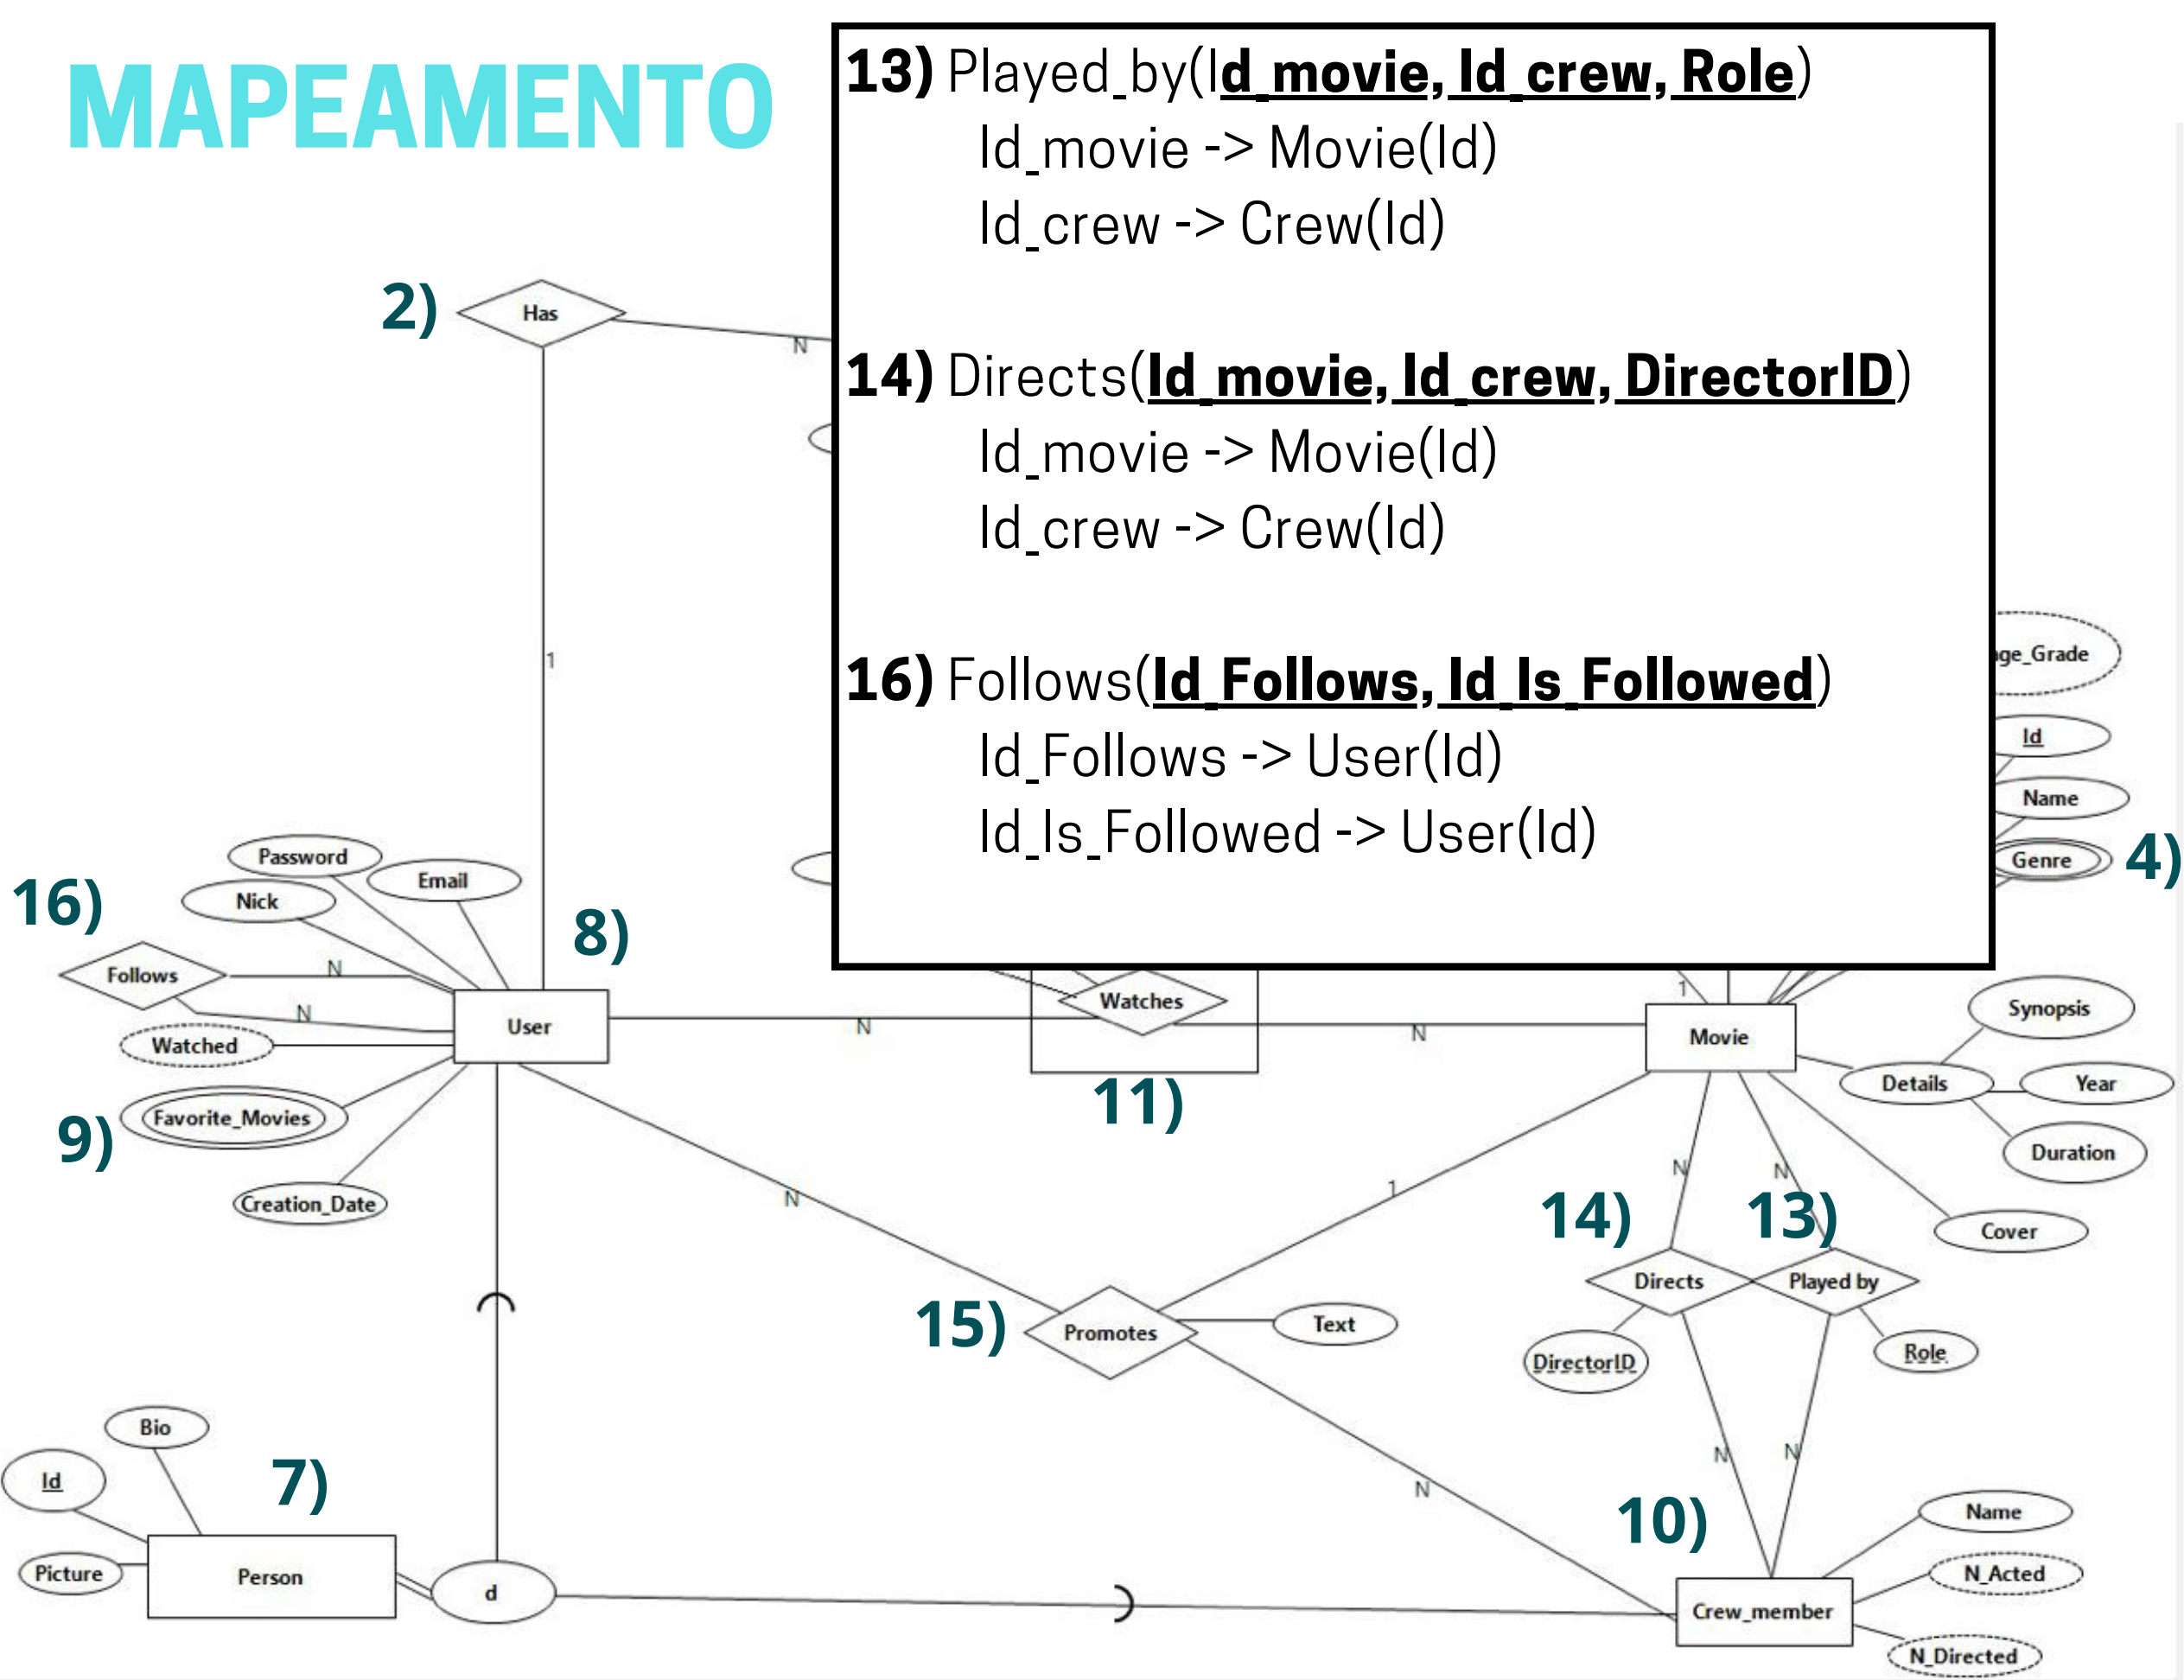 MAPEAMENTO
13) Played_by(Id_movie, Id_crew, Role)
Id_movie -> Movie(Id)
Id_crew -> Crew(Id)
14) Directs(Id_movie, Id_crew, DirectorID)
Id_movie -> Movie(Id)
Id_crew -> Crew(Id)
16) Follows(Id_Follows, Id_Is_Followed)
Id_Follows -> User(Id)
Id_Is_Followed -> User(Id)
2)
Has
N
1
ge_Grade
Id
Name
Genre
4)
Password
Email
Nick
16)
8)
Follows
N
N
Watched
User
N
Watches
N
1
Movie
11)
Favorite_Movies
9)
Creation_Date
Synopsis
Details
Year
Duration
Cover
N
1
N
N
14)
13)
Directs
Played by
15)
Promotes
Text
DirectorID
Role
N
N
N
Bio
Id
7)
Picture
Person
d
10)
Name
N_Acted
Crew_member
N_Directed